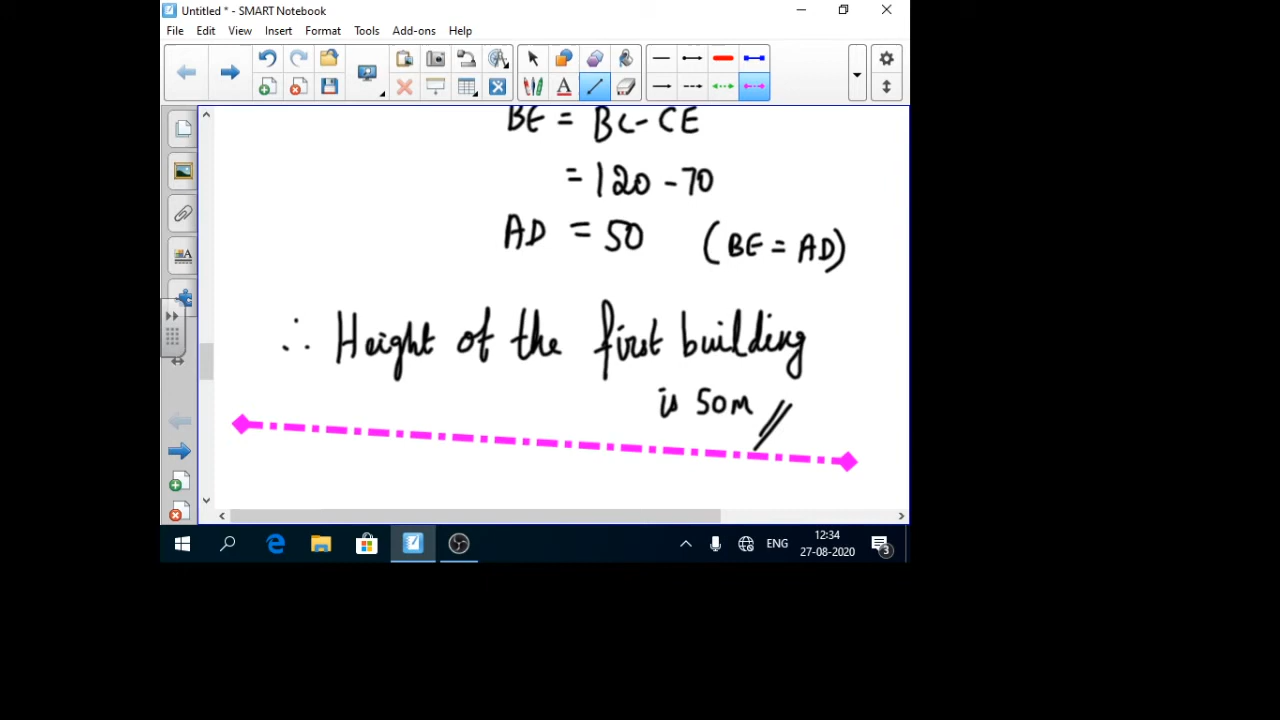 Untitled * - SMART Notebook
File Edit View Insert Format Tools Add-ons Help
BE = BC - CE
= 120 - 70
AD = 50 (BE = AD)
∴ Height of the first building
is 50m //
ENG
12:34
27-08-2020
3